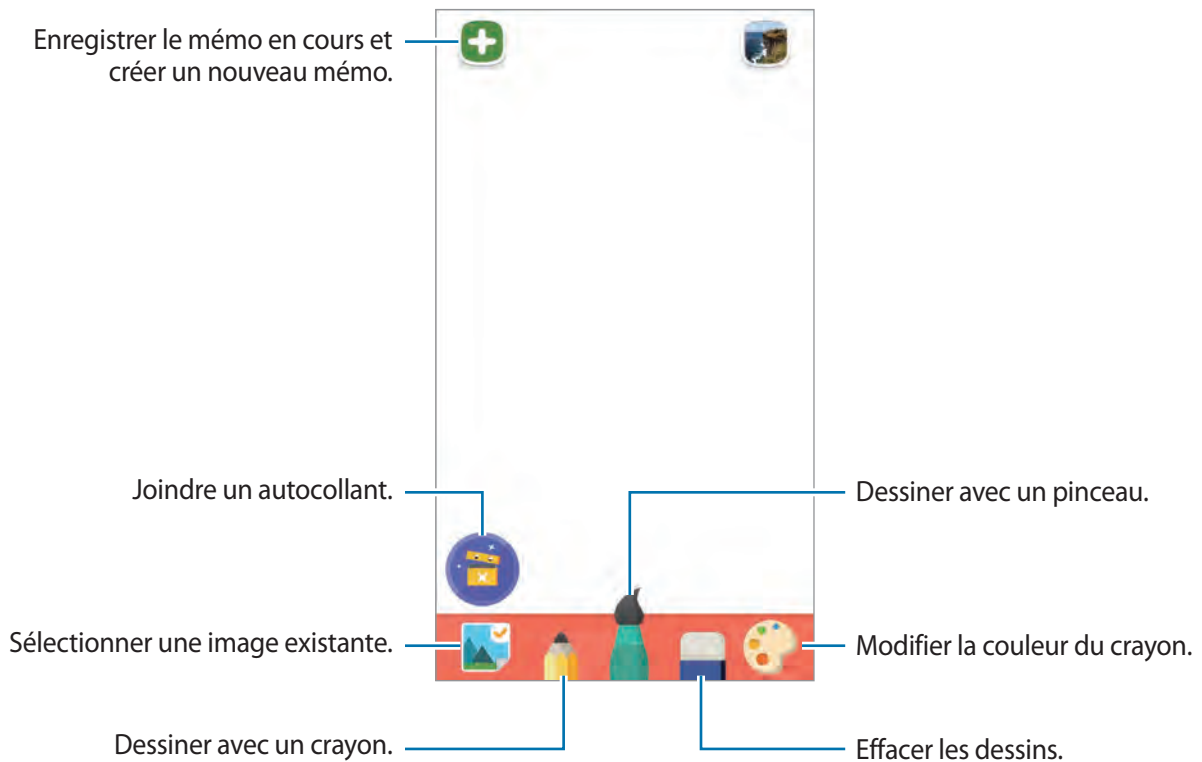 Enregistrer le mémo en cours et
créer un nouveau mémo.
Joindre un autocollant.
Dessiner avec un pinceau.
Sélectionner une image existante.
Modifier la couleur du crayon.
Dessiner avec un crayon.
Effacer les dessins.